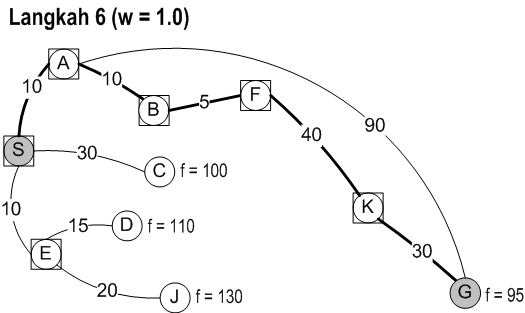 Langkah 6 (w = 1.0)
A
10
10
B
5
F
40
90
S
30
C
f = 100
10
K
15
D
f = 110
E
30
20
J
f = 130
G
f = 95